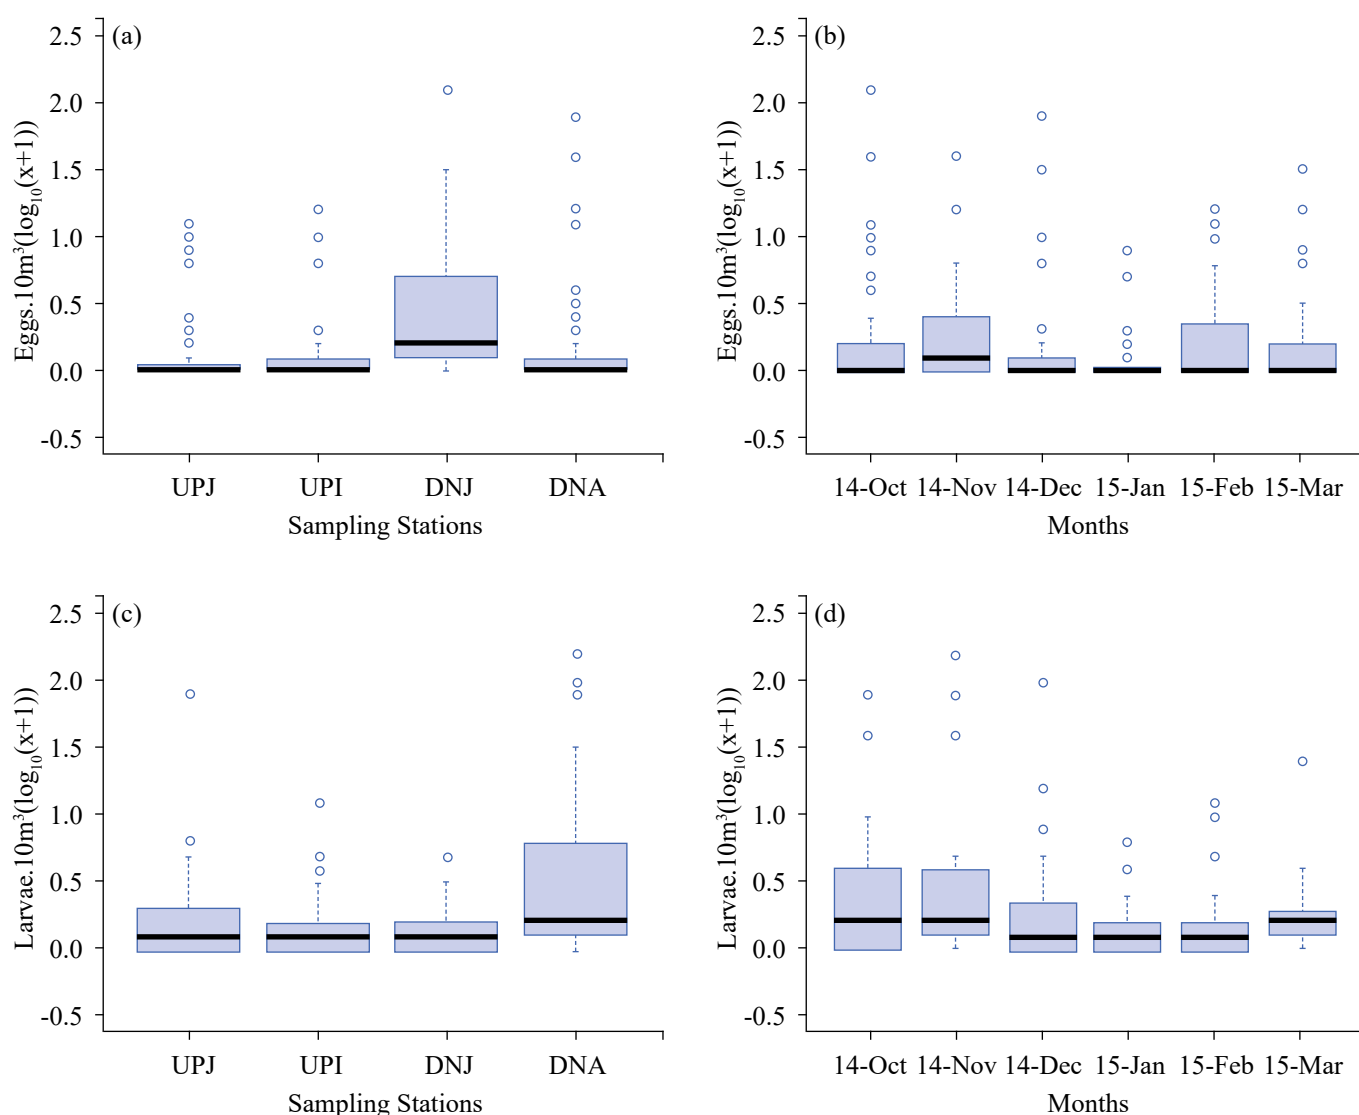 (a)
Eggs.10m³(log₁₀(x+1))
2.5
2.0
1.5
1.0
0.5
0.0
-0.5
UPJ UPI DNJ DNA
Sampling Stations
(b)
Eggs.10m³(log₁₀(x+1))
2.5
2.0
1.5
1.0
0.5
0.0
-0.5
14-Oct 14-Nov 14-Dec 15-Jan 15-Feb 15-Mar
Months
(c)
Larvae.10m³(log₁₀(x+1))
2.5
2.0
1.5
1.0
0.5
0.0
-0.5
UPJ UPI DNJ DNA
Sampling Stations
(d)
Larvae.10m³(log₁₀(x+1))
2.5
2.0
1.5
1.0
0.5
0.0
-0.5
14-Oct 14-Nov 14-Dec 15-Jan 15-Feb 15-Mar
Months